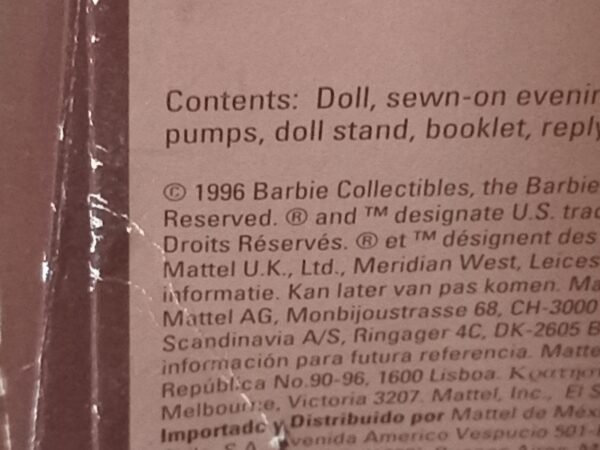 Contents: Doll, sewn-on evenin
pumps, doll stand, booklet, reply
© 1996 Barbie Collectibles, the Barbie
Reserved. ® and ™ designate U.S. trad
Droits Réservés. ® et ™ désignent des
Mattel U.K., Ltd., Meridian West, Leices
informatie. Kan later van pas komen. Ma
Mattel AG, Monbijoustrasse 68, CH-3000
Scandinavia A/S, Ringager 4C, DK-2605 B
información para futura referencia. Matte
República No.90-96, 1600 Lisboa.
Melbourne, Victoria 3207. Mattel, Inc., El S
Importado y Distribuido por Mattel de Méx
S.A. Avenida Americo Vespucio 501-